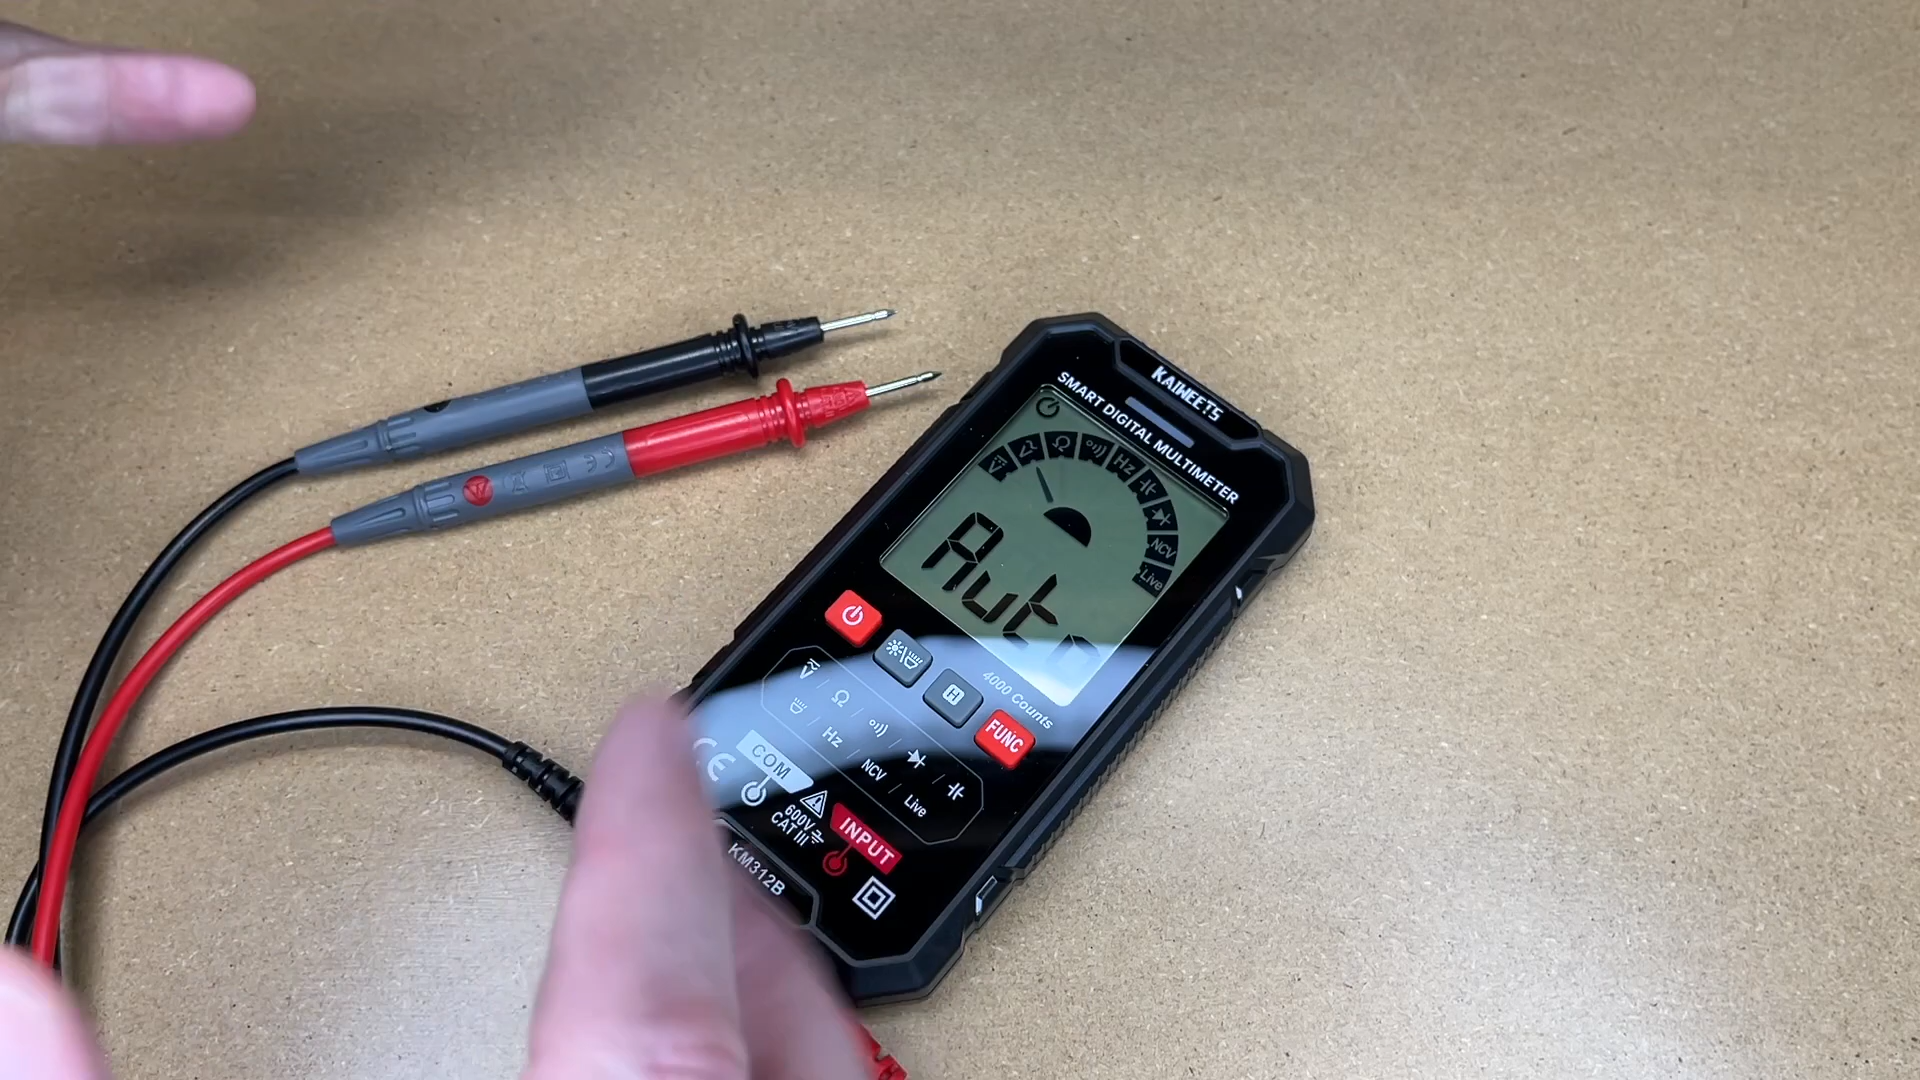 KAIWEETS
SMART DIGITAL MULTIMETER
V V Ω Hz NCV Live
Auto
4000 Counts
FUNC
H
V / Ω /
Hz / NCV / Live
CE
COM
600V
CAT III
INPUT
KM312B